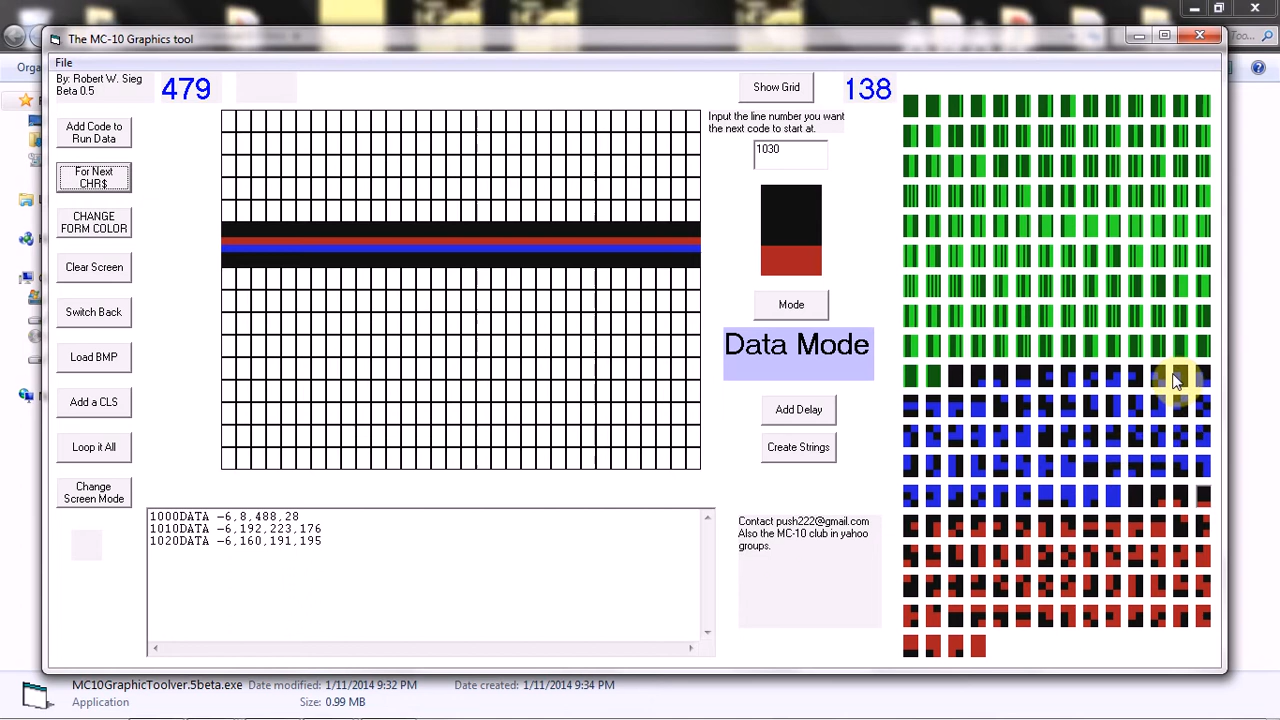 The MC-10 Graphics tool
Too...
Orga
File
By: Robert W. Sieg
Beta 0.5
479
Show Grid
138
Add Code to
Run Data
For Next
CHR$
CHANGE
FORM COLOR
Clear Screen
Switch Back
Load BMP
Add a CLS
Loop it All
Change
Screen Mode
Input the line number you want
the next code to start at.
1030
Mode
Data Mode
Add Delay
Create Strings
1000DATA -6,8,488,28
1010DATA -6,192,223,176
1020DATA -6,160,191,195
Contact push222@gmail.com
Also the MC-10 club in yahoo
groups.
MC10GraphicToolver.5beta.exe Date modified: 1/11/2014 9:32 PM Date created: 1/11/2014 9:34 PM
Application Size: 0.99 MB